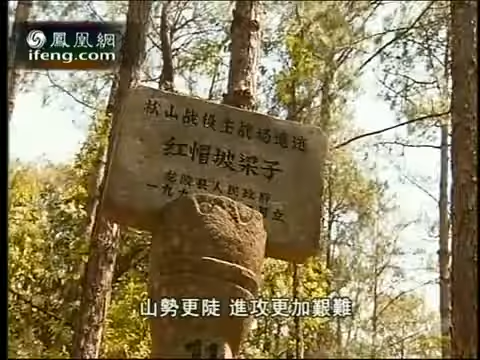 鳳凰網
ifeng.com
松山战役主战场遗迹
红帽坡梁子
龙陵县人民政府
一九
立
山勢更陡 進攻更加艱難